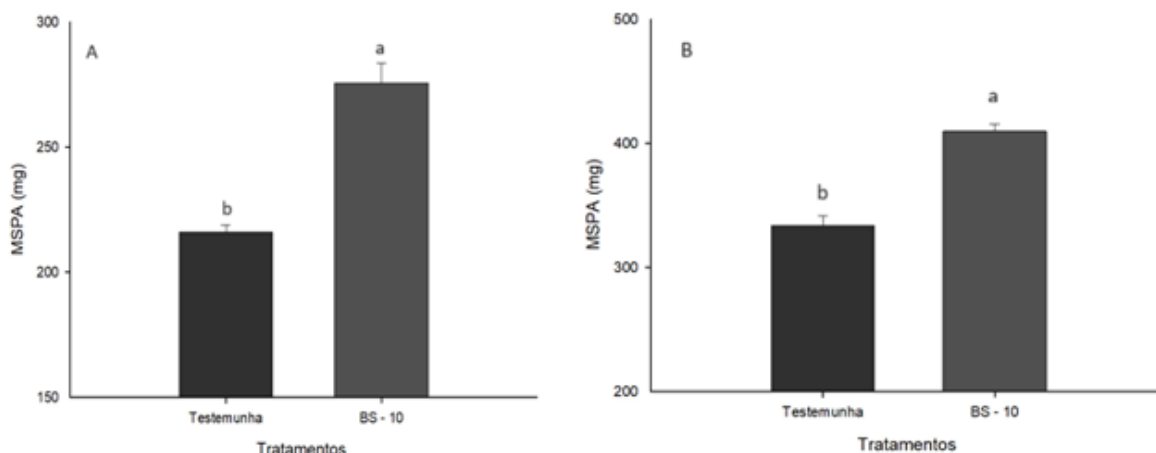 A
300
250
200
150
MSPA (mg)
b
a
Testemunha
BS - 10
Tratamentos
B
500
400
300
200
MSPA (mg)
b
a
Testemunha
BS - 10
Tratamentos